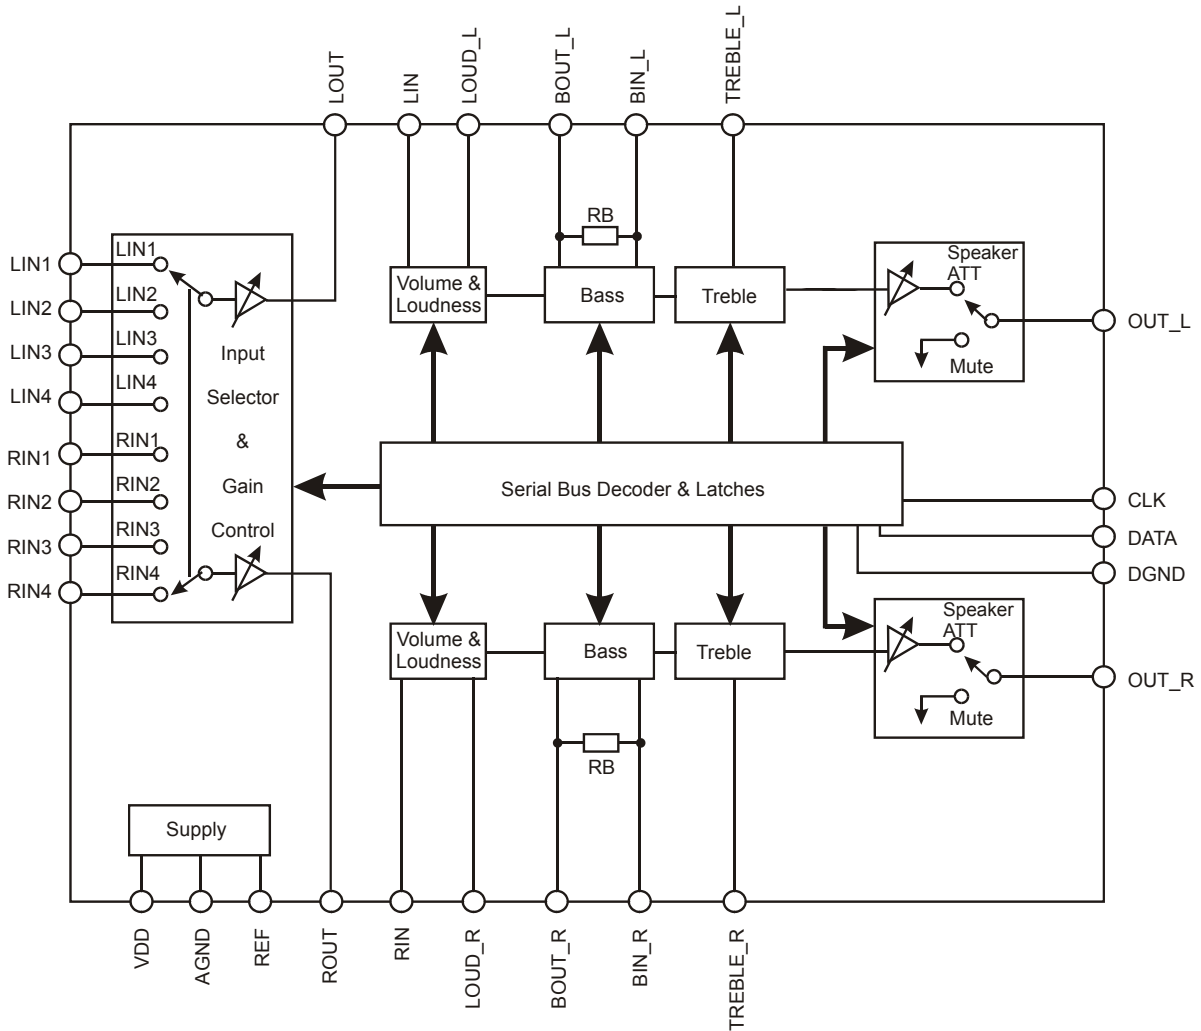 LOUT
LIN
LOUD_L
BOUT_L
BIN_L
TREBLE_L
RB
LIN1
LIN2
LIN3
LIN4
RIN1
RIN2
RIN3
RIN4
LIN1
LIN2
LIN3
LIN4
RIN1
RIN2
RIN3
RIN4
Input
Selector
&
Gain
Control
Volume &
Loudness
Bass
Treble
Speaker
ATT
Mute
OUT_L
Serial Bus Decoder & Latches
CLK
DATA
DGND
Volume &
Loudness
Bass
Treble
Speaker
ATT
Mute
OUT_R
RB
Supply
VDD
AGND
REF
ROUT
RIN
LOUD_R
BOUT_R
BIN_R
TREBLE_R